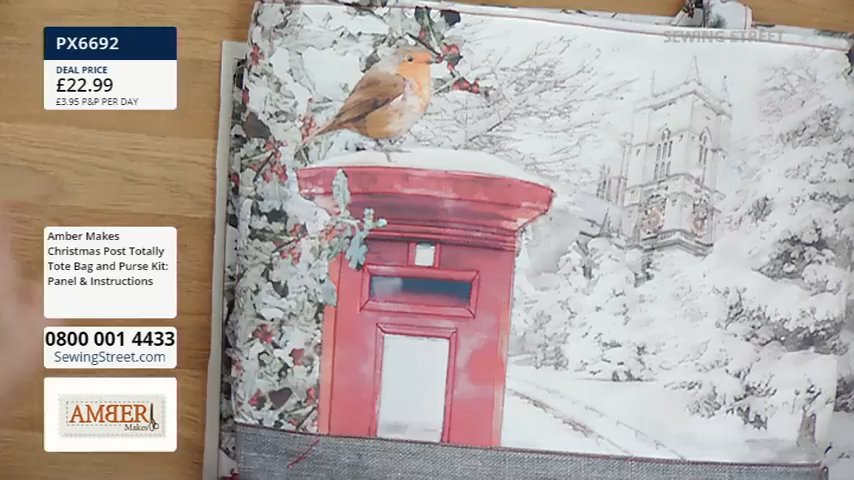 PX6692
DEAL PRICE
£22.99
£3.95 P&P PER DAY
SEWING STREET
Amber Makes
Christmas Post Totally
Tote Bag and Purse Kit:
Panel & Instructions
0800 001 4433
SewingStreet.com
AMBER
Makes